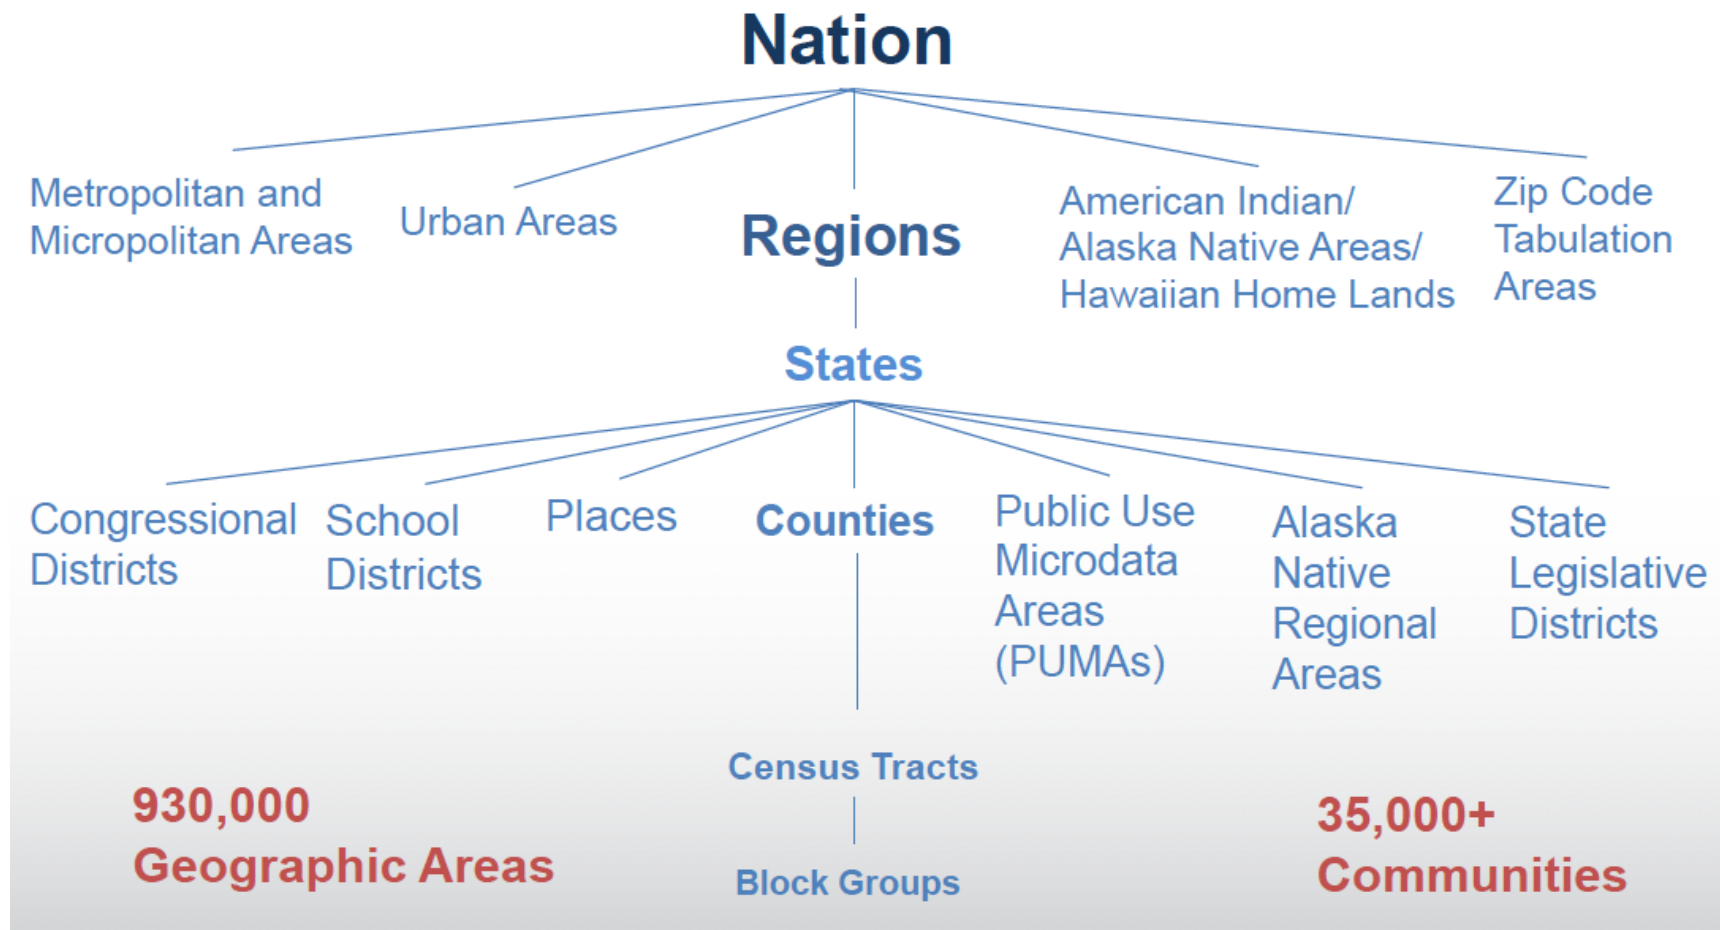 Nation
Metropolitan and
Micropolitan Areas
Urban Areas
Regions
American Indian/
Alaska Native Areas/
Hawaiian Home Lands
Zip Code
Tabulation
Areas
States
Congressional
Districts
School
Districts
Places
Counties
Public Use
Microdata
Areas
(PUMAs)
Alaska
Native
Regional
Areas
State
Legislative
Districts
Census Tracts
Block Groups
930,000
Geographic Areas
35,000+
Communities